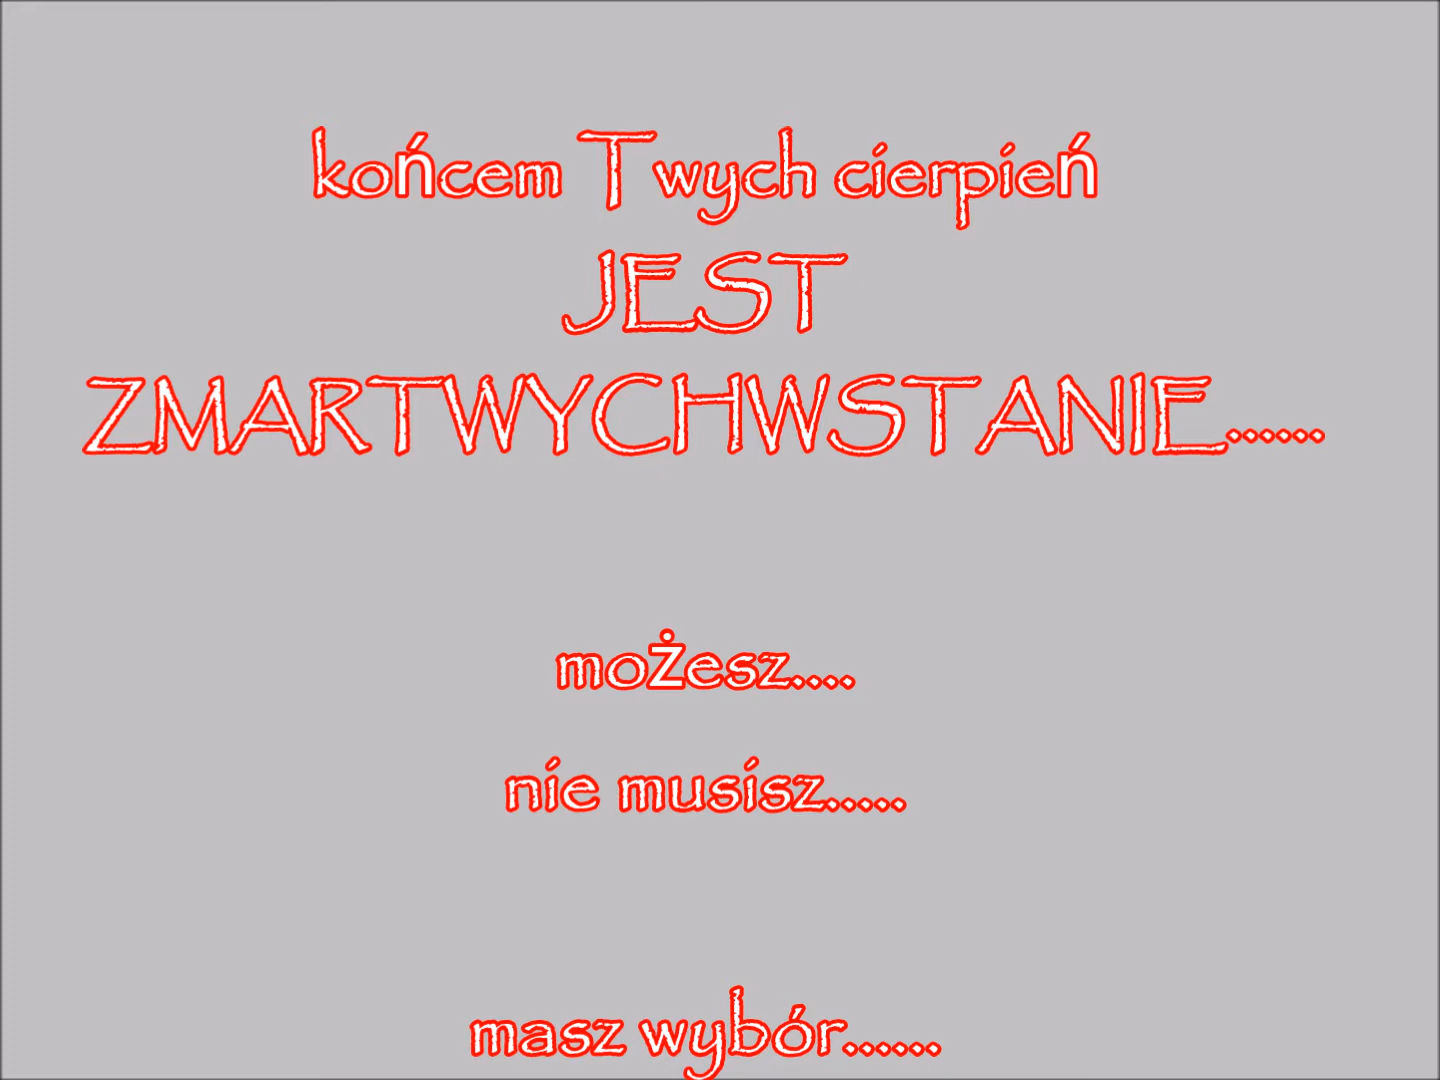 końcem Twych cierpień
JEST
ZMARTWYCHWSTANIE......
możesz....
nie musisz.....
masz wybór......